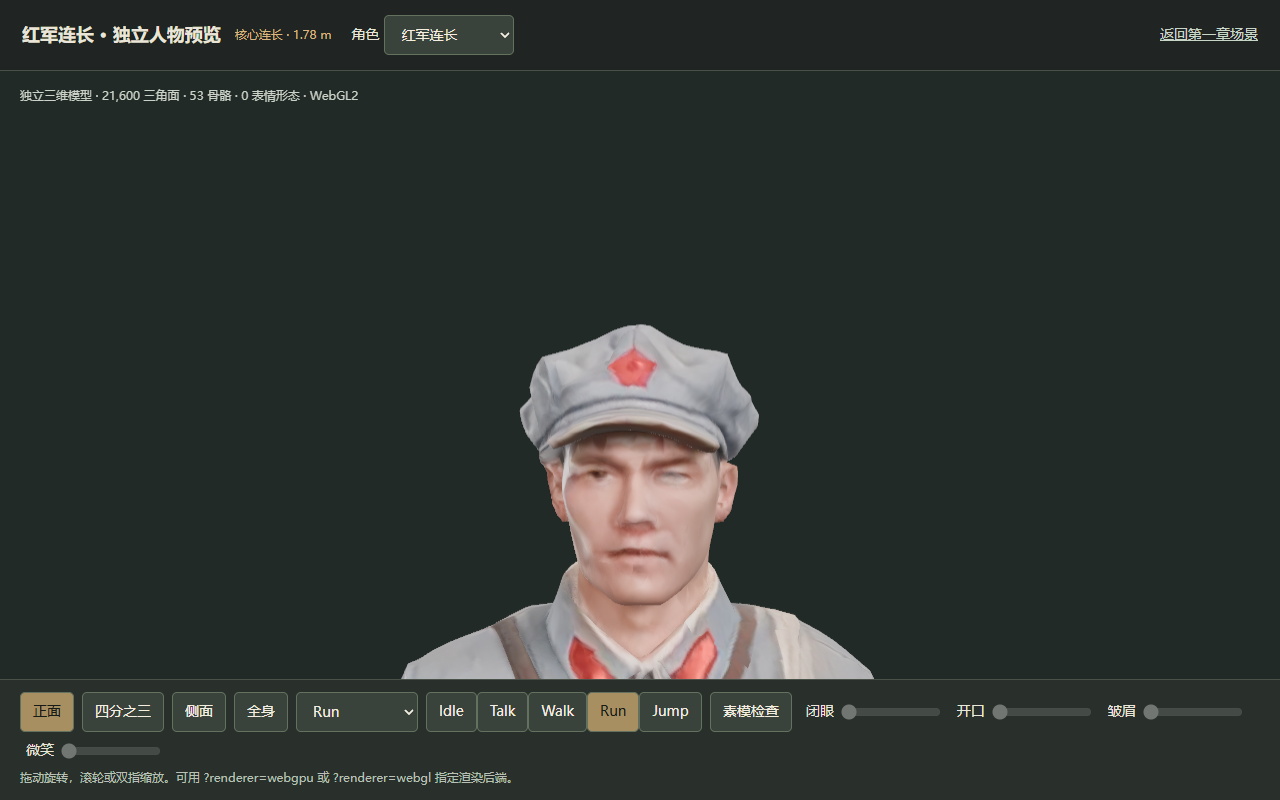 红军连长 • 独立人物预览 核心连长 · 1.78 m 角色 红军连长 返回第一章场景
独立三维模型 · 21,600 三角面 · 53 骨骼 · 0 表情形态 · WebGL2
正面 四分之三 侧面 全身 Run Idle Talk Walk Run Jump 素模检查 闭眼 开口 皱眉
微笑
拖动旋转，滚轮或双指缩放。可用 ?renderer=webgpu 或 ?renderer=webgl 指定渲染后端。